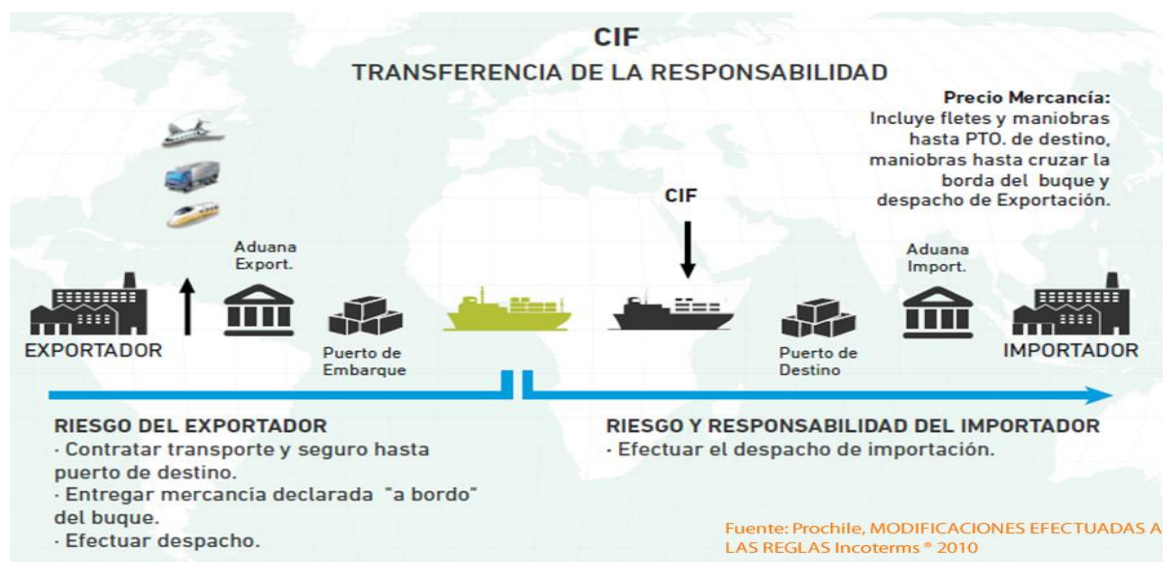 CIF
TRANSFERENCIA DE LA RESPONSABILIDAD
Precio Mercancía:
Incluye fletes y maniobras
hasta PTO. de destino,
maniobras hasta cruzar la
borda del buque y
despacho de Exportación.
CIF
Aduana
Export.
Aduana
Import.
EXPORTADOR
Puerto de
Embarque
Puerto de
Destino
IMPORTADOR
RIESGO DEL EXPORTADOR
· Contratar transporte y seguro hasta
puerto de destino.
· Entregar mercancía declarada "a bordo"
del buque.
· Efectuar despacho.
RIESGO Y RESPONSABILIDAD DEL IMPORTADOR
· Efectuar el despacho de importación.
Fuente: Prochile, MODIFICACIONES EFECTUADAS A
LAS REGLAS Incoterms ® 2010